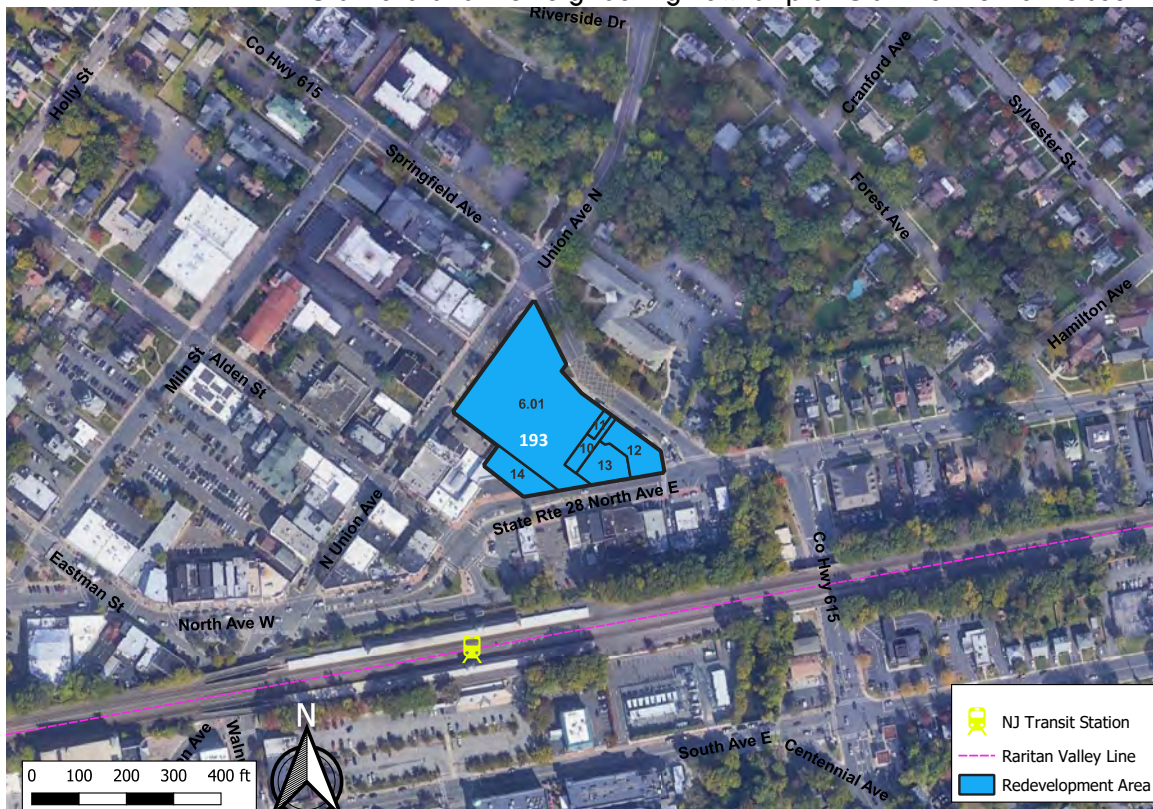 Riverside Dr
Co Hwy 615
Holly St
Cranford Ave
Sylvester St
Springfield Ave
Union Ave N
Forest Ave
Hamilton Ave
Miln St
Alden St
6.01
193
11
10
12
13
14
State Rte 28 North Ave E
N Union Ave
Eastman St
North Ave W
Co Hwy 615
South Ave E
Centennial Ave
N
0 100 200 300 400 ft
NJ Transit Station
Raritan Valley Line
Redevelopment Area